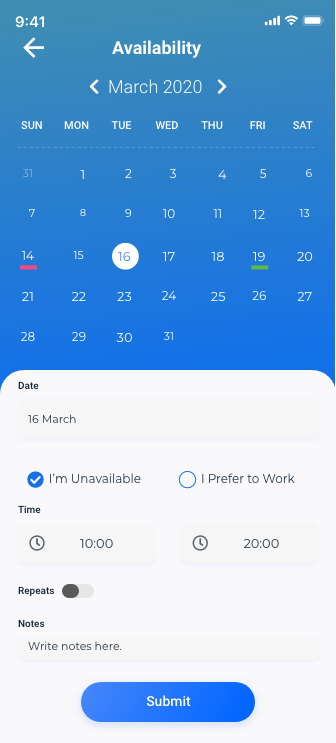 9:41
Availability
March 2020
SUN MON TUE WED THU FRI SAT
31 1 2 3 4 5 6
7 8 9 10 11 12 13
14 15 16 17 18 19 20
21 22 23 24 25 26 27
28 29 30 31
Date
16 March
I'm Unavailable I Prefer to Work
Time
10:00 20:00
Repeats
Notes
Write notes here.
Submit